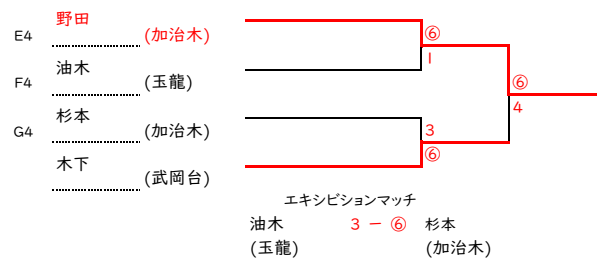 野田
E4 (加治木) ⑥
油木 1
F4 (玉龍) ⑥
杉本 4
G4 (加治木) 3
木下 ⑥
(武岡台)
エキシビションマッチ
油木 3 － ⑥ 杉本
(玉龍) (加治木)